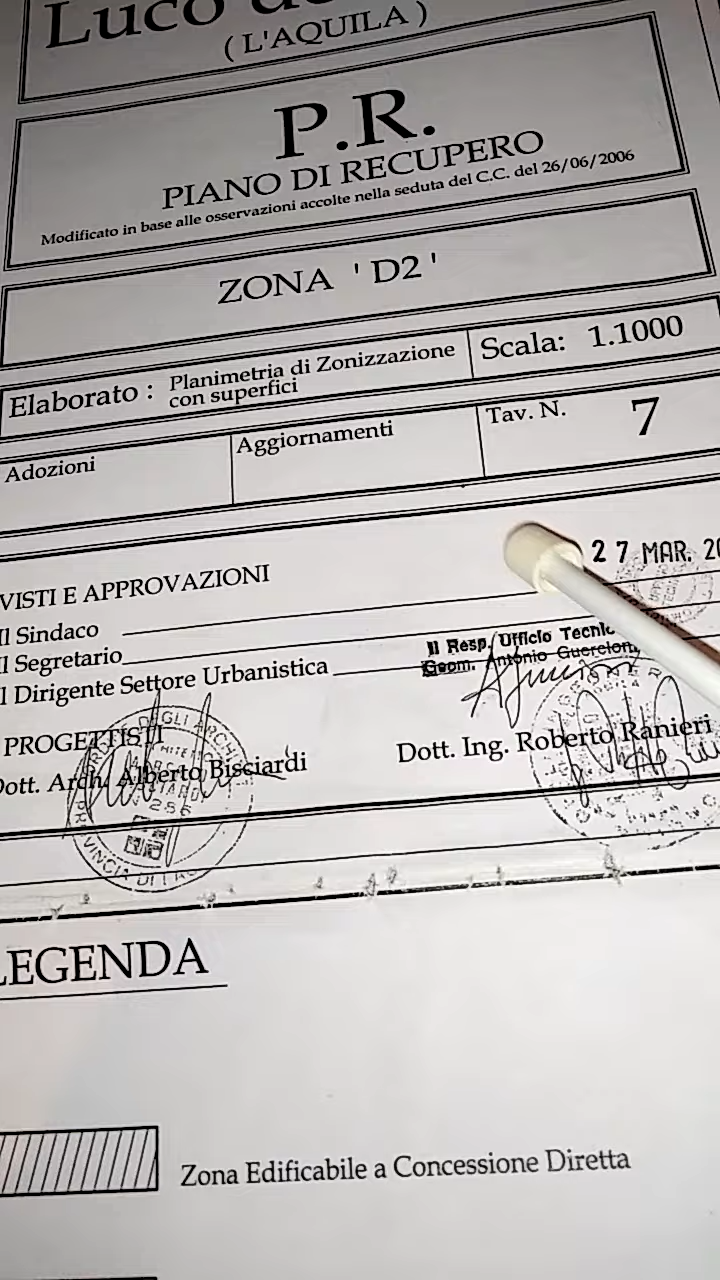 Luco
( L'AQUILA )
P.R.
PIANO DI RECUPERO
Modificato in base alle osservazioni accolte nella seduta del C.C. del 26/06/2006
ZONA ' D2 '
Elaborato : Planimetria di Zonizzazione
con superfici
Scala: 1.1000
Adozioni
Aggiornamenti
Tav. N. 7
27 MAR.
VISTI E APPROVAZIONI
Il Sindaco
Il Segretario
Il Dirigente Settore Urbanistica
Il Resp. Ufficio Tecnic
Geom. Antonio
PROGETTISTI
Dott. Arch. Alberto Bisciardi
Dott. Ing. Roberto Ranieri
LEGENDA
Zona Edificabile a Concessione Diretta